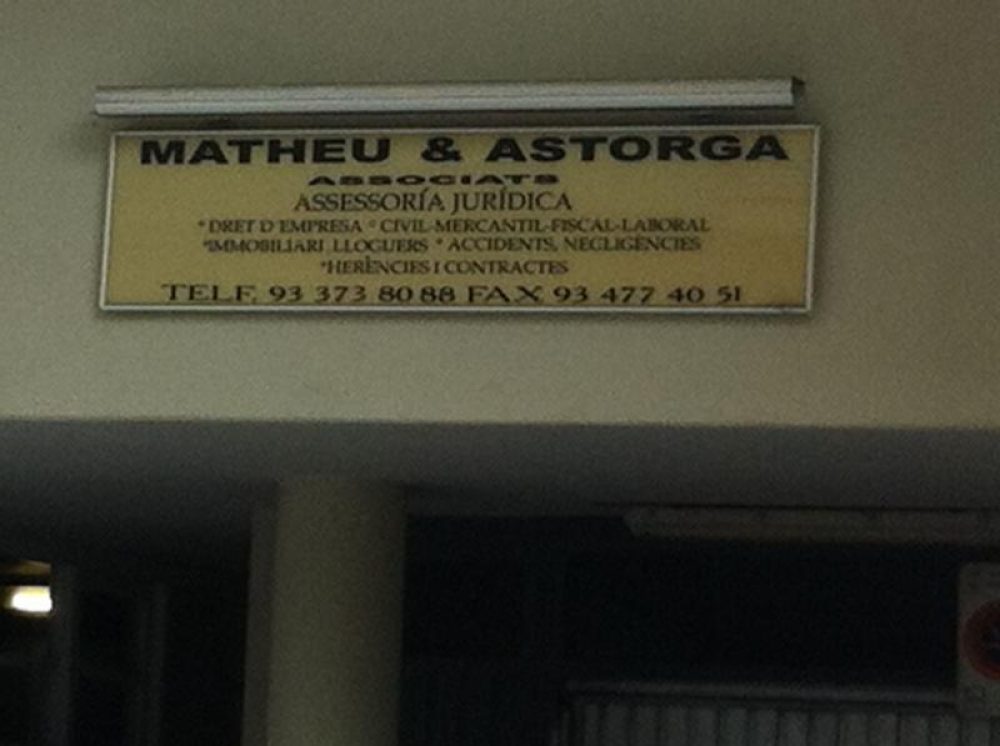 MATHEU & ASTORGA
ASSOCIATS
ASSESSORÍA JURÍDICA
*DRET D'EMPRESA * CIVIL-MERCANTIL-FISCAL-LABORAL
*IMMOBILIARI, LLOGUERS * ACCIDENTS, NEGLIGENCIES
*HERÈNCIES I CONTRACTES
TELF. 93 373 80 88 FAX 93 477 40 51